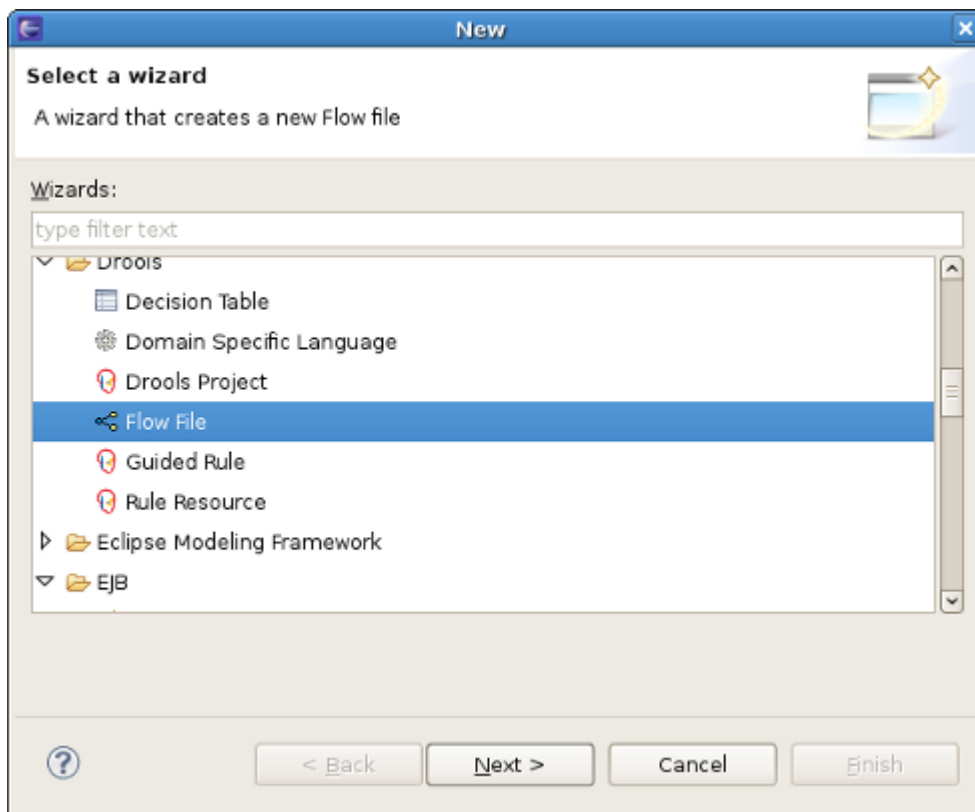 New
Select a wizard
A wizard that creates a new Flow file
Wizards:
type filter text
Drools
Decision Table
Domain Specific Language
Drools Project
Flow File
Guided Rule
Rule Resource
Eclipse Modeling Framework
EJB
< Back Next > Cancel Finish